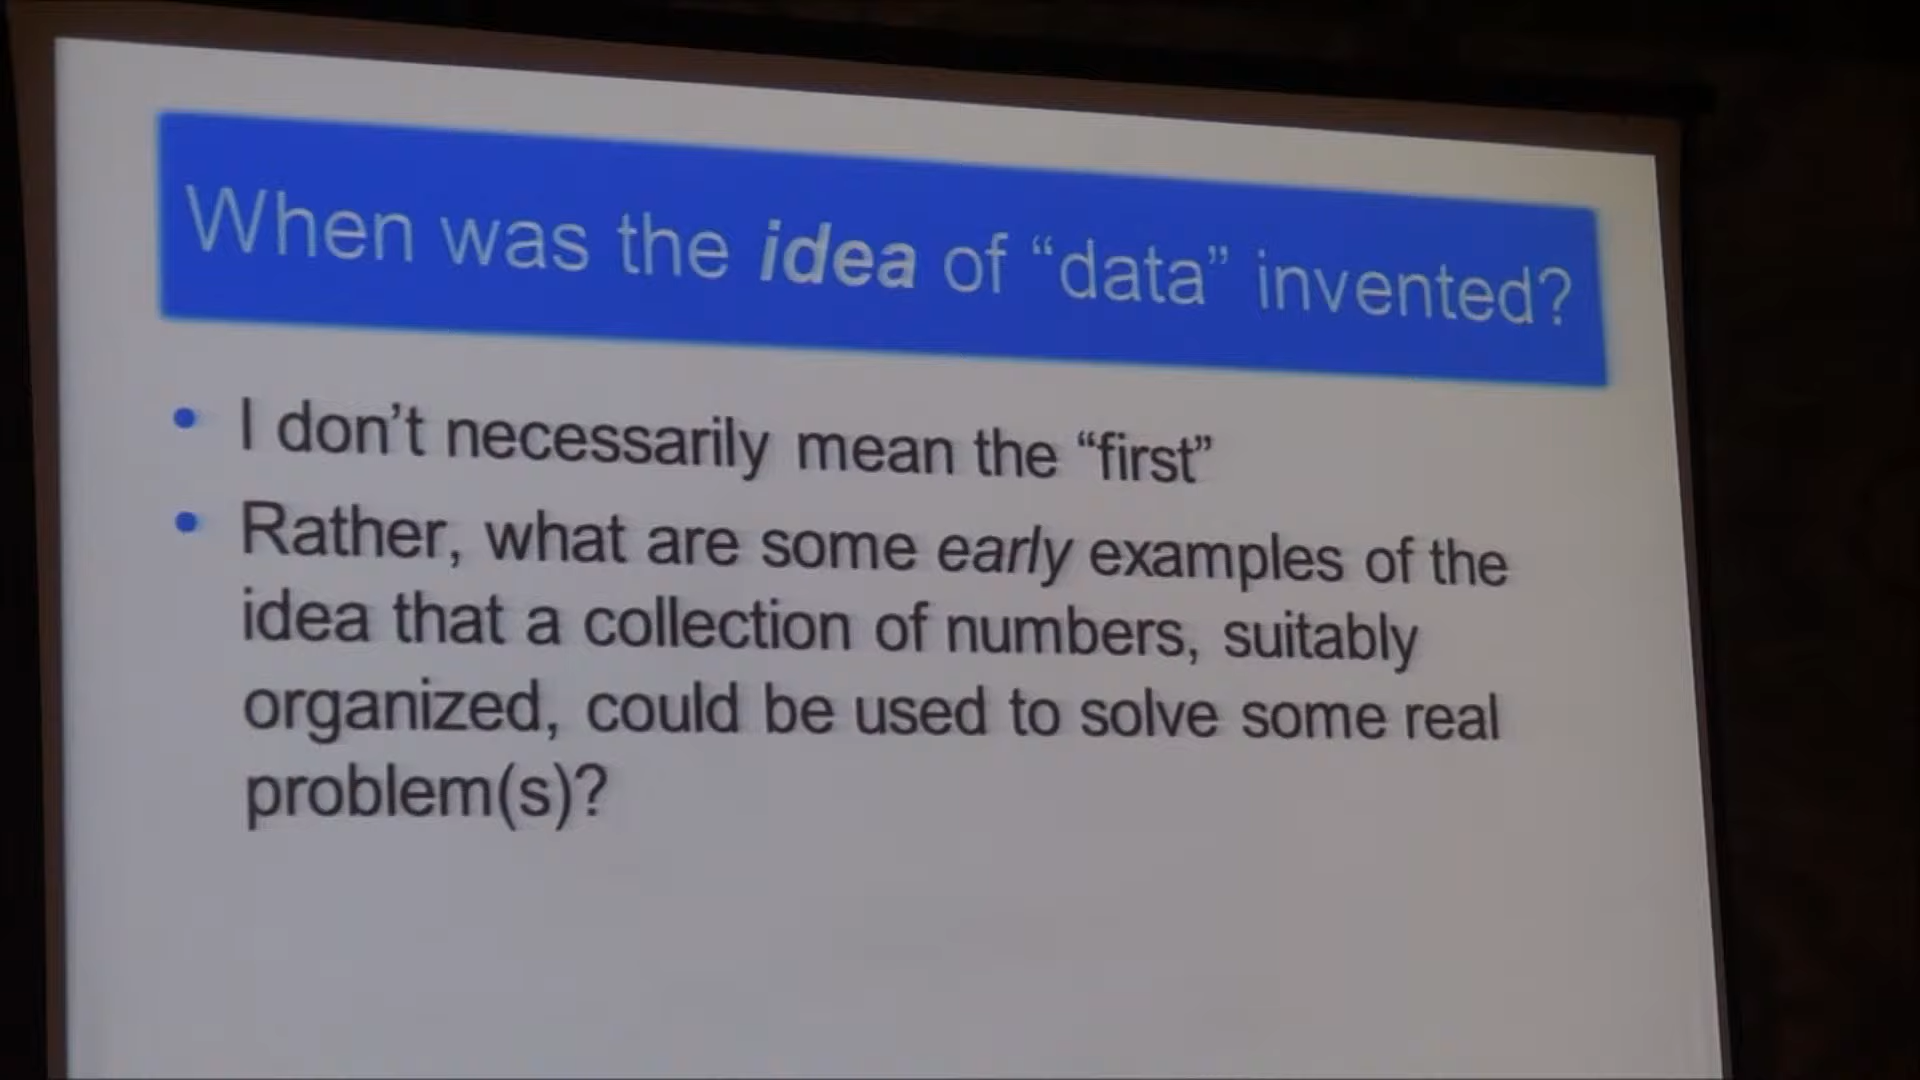 When was the idea of “data” invented?
• I don’t necessarily mean the “first”
• Rather, what are some early examples of the
idea that a collection of numbers, suitably
organized, could be used to solve some real
problem(s)?